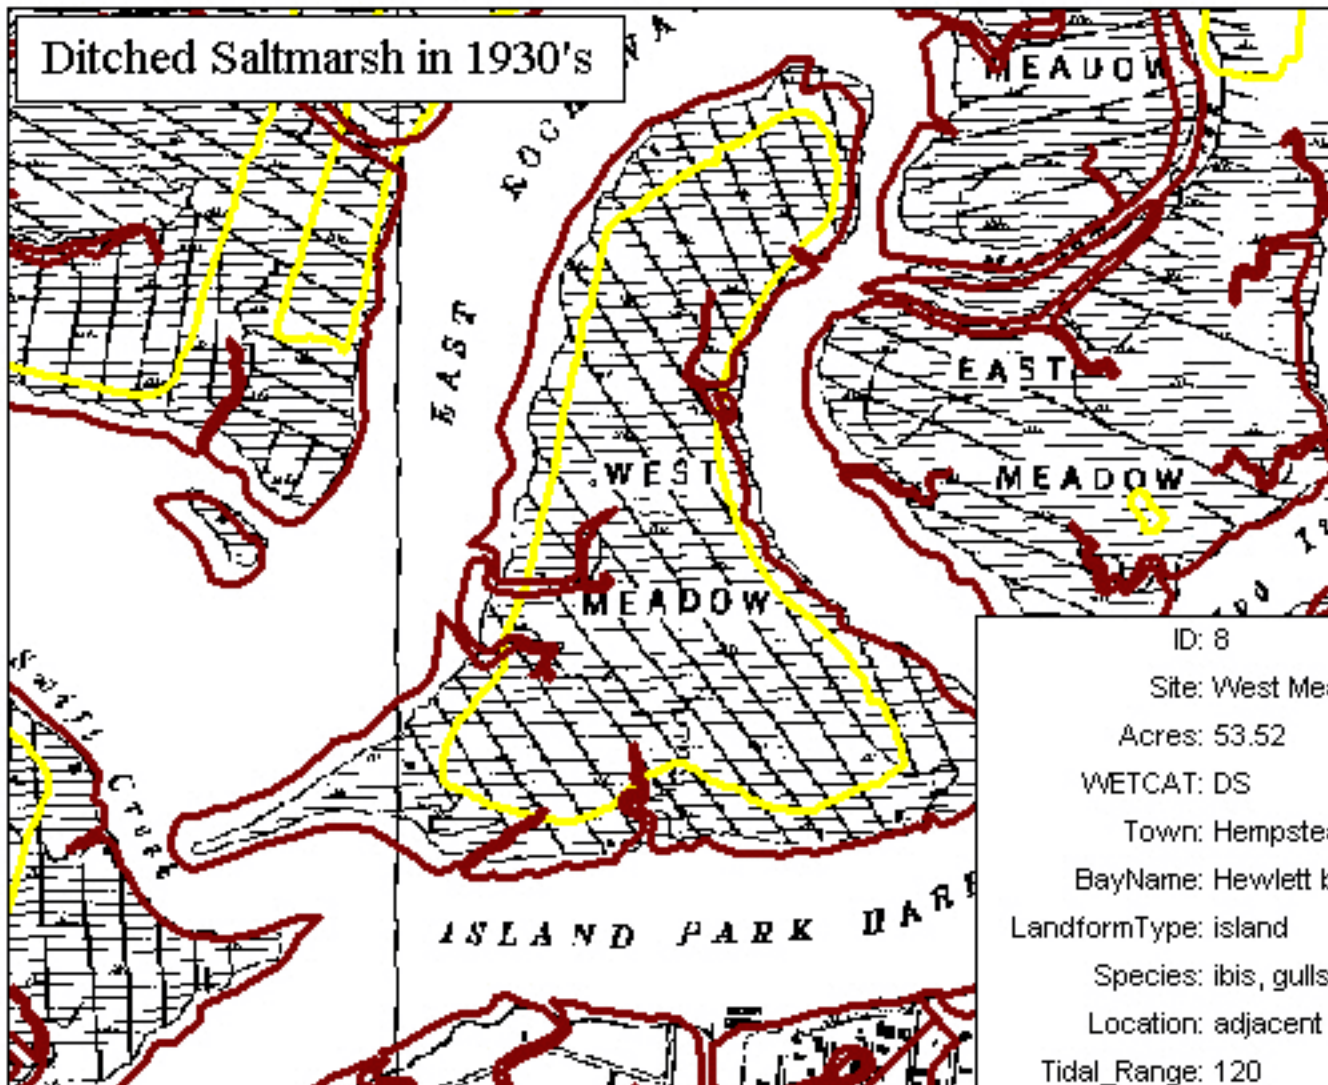 Ditched Saltmarsh in 1930's
MEADOW
EAST
EAST
MEADOW
WEST
MEADOW
ISLAND PARK
ID: 8
Site: West Mea
Acres: 53.52
WETCAT: DS
Town: Hempstea
BayName: Hewlett b
LandformType: island
Species: ibis, gulls
Location: adjacent
Tidal_Range: 120